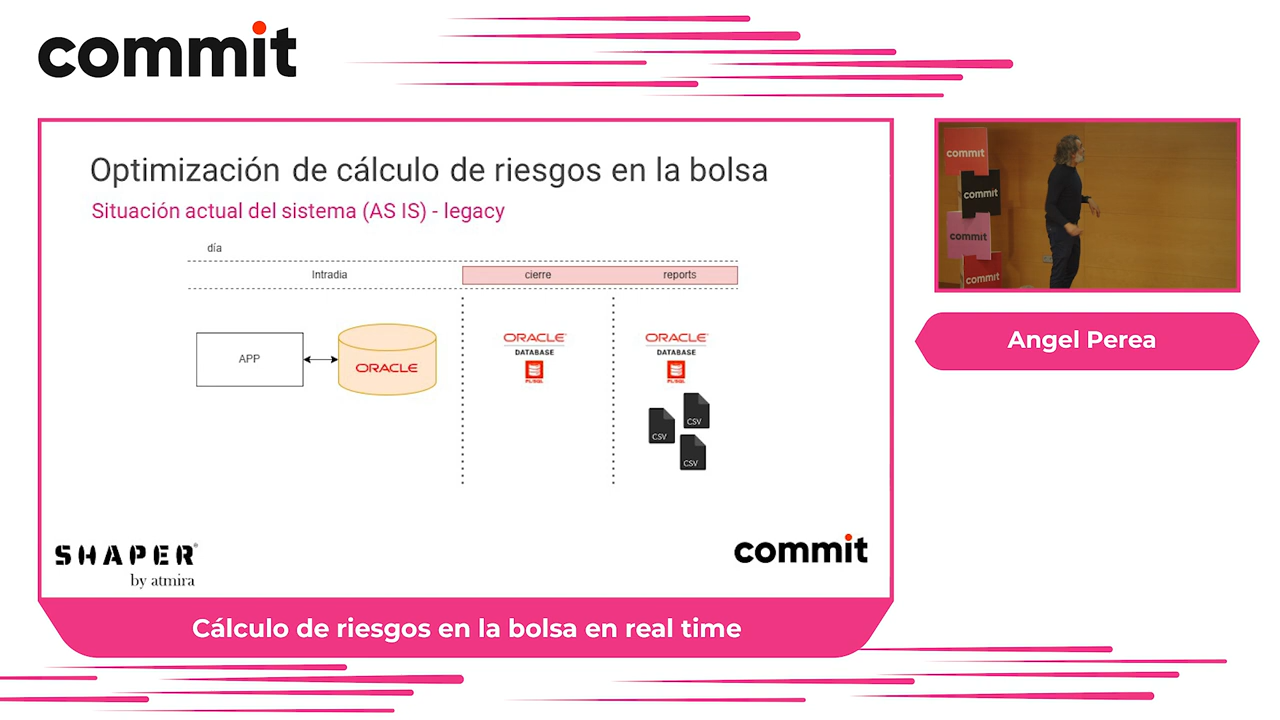 commit
Optimización de cálculo de riesgos en la bolsa
Situación actual del sistema (AS IS) - legacy
día
Intradia
cierre
reports
APP
ORACLE
ORACLE
DATABASE
PL/SQL
ORACLE
DATABASE
PL/SQL
CSV
CSV
CSV
SHAPER
by atmira
commit
Cálculo de riesgos en la bolsa en real time
commit
commit
commit
commit
Angel Perea